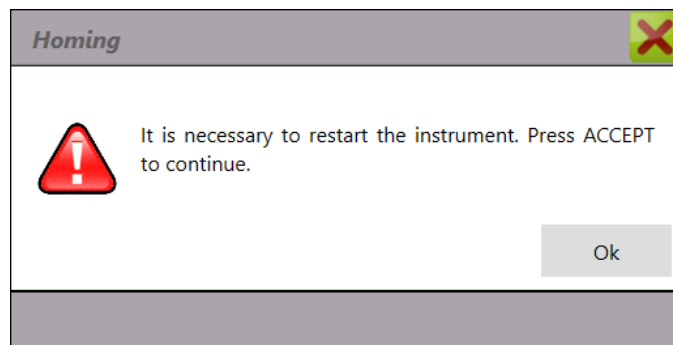 Homing
It is necessary to restart the instrument. Press ACCEPT
to continue.
Ok